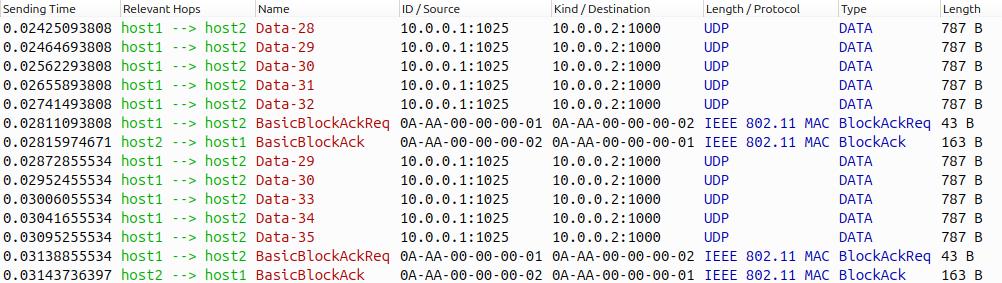 Sending Time Relevant Hops Name ID / Source Kind / Destination Length / Protocol Type Length
0.02425093808 host1 --> host2 Data-28 10.0.0.1:1025 10.0.0.2:1000 UDP DATA 787 B
0.02464693808 host1 --> host2 Data-29 10.0.0.1:1025 10.0.0.2:1000 UDP DATA 787 B
0.02562293808 host1 --> host2 Data-30 10.0.0.1:1025 10.0.0.2:1000 UDP DATA 787 B
0.02655893808 host1 --> host2 Data-31 10.0.0.1:1025 10.0.0.2:1000 UDP DATA 787 B
0.02741493808 host1 --> host2 Data-32 10.0.0.1:1025 10.0.0.2:1000 UDP DATA 787 B
0.02811093808 host1 --> host2 BasicBlockAckReq 0A-AA-00-00-00-01 0A-AA-00-00-00-02 IEEE 802.11 MAC BlockAckReq 43 B
0.02815974671 host2 --> host1 BasicBlockAck 0A-AA-00-00-00-02 0A-AA-00-00-00-01 IEEE 802.11 MAC BlockAck 163 B
0.02872855534 host1 --> host2 Data-29 10.0.0.1:1025 10.0.0.2:1000 UDP DATA 787 B
0.02952455534 host1 --> host2 Data-30 10.0.0.1:1025 10.0.0.2:1000 UDP DATA 787 B
0.03006055534 host1 --> host2 Data-33 10.0.0.1:1025 10.0.0.2:1000 UDP DATA 787 B
0.03041655534 host1 --> host2 Data-34 10.0.0.1:1025 10.0.0.2:1000 UDP DATA 787 B
0.03095255534 host1 --> host2 Data-35 10.0.0.1:1025 10.0.0.2:1000 UDP DATA 787 B
0.03138855534 host1 --> host2 BasicBlockAckReq 0A-AA-00-00-00-01 0A-AA-00-00-00-02 IEEE 802.11 MAC BlockAckReq 43 B
0.03143736397 host2 --> host1 BasicBlockAck 0A-AA-00-00-00-02 0A-AA-00-00-00-01 IEEE 802.11 MAC BlockAck 163 B